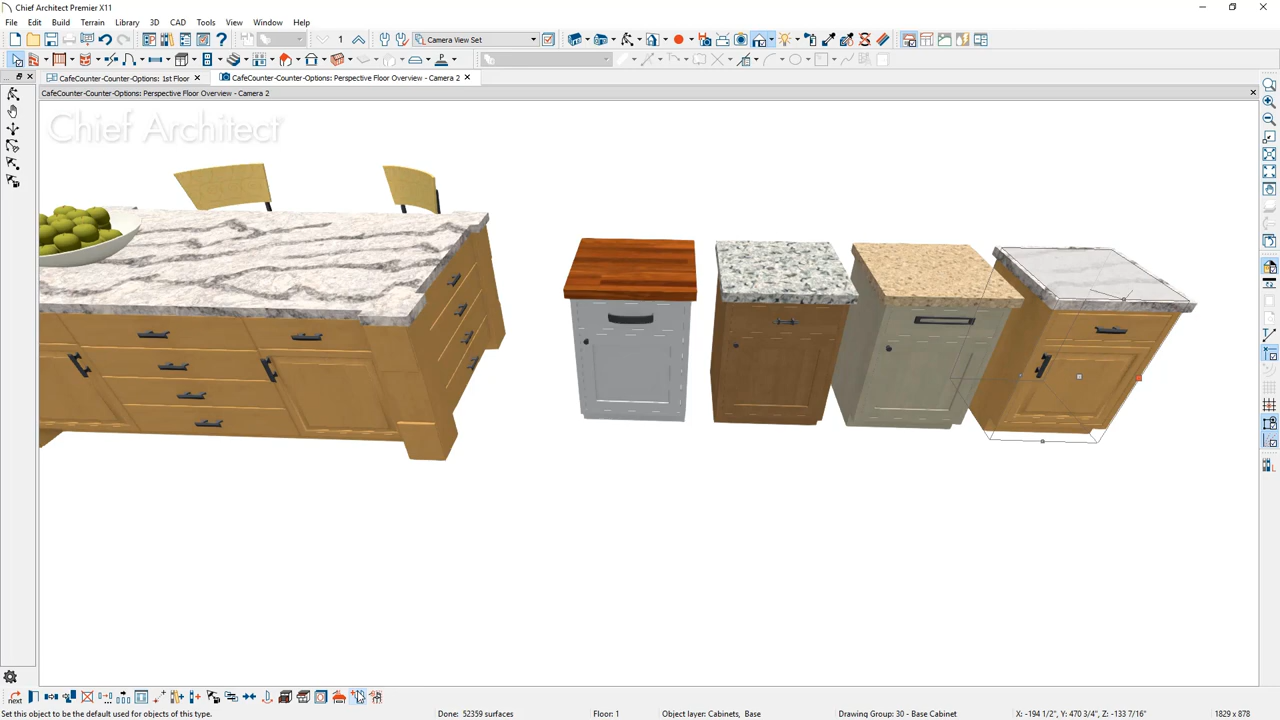 Chief Architect Premier X11
File Edit Build Terrain Library 3D CAD Tools View Window Help
1 Camera View Set
CafeCounter-Counter-Options: 1st Floor CafeCounter-Counter-Options: Perspective Floor Overview - Camera 2
CafeCounter-Counter-Options: Perspective Floor Overview - Camera 2
Chief Architect
next
Set this object to be the default used for objects of this type. Done: 52359 surfaces Floor: 1 Object layer: Cabinets, Base Drawing Group: 30 - Base Cabinet X: -194 1/2", Y: 470 3/4", Z: -133 7/16" 1829 x 878